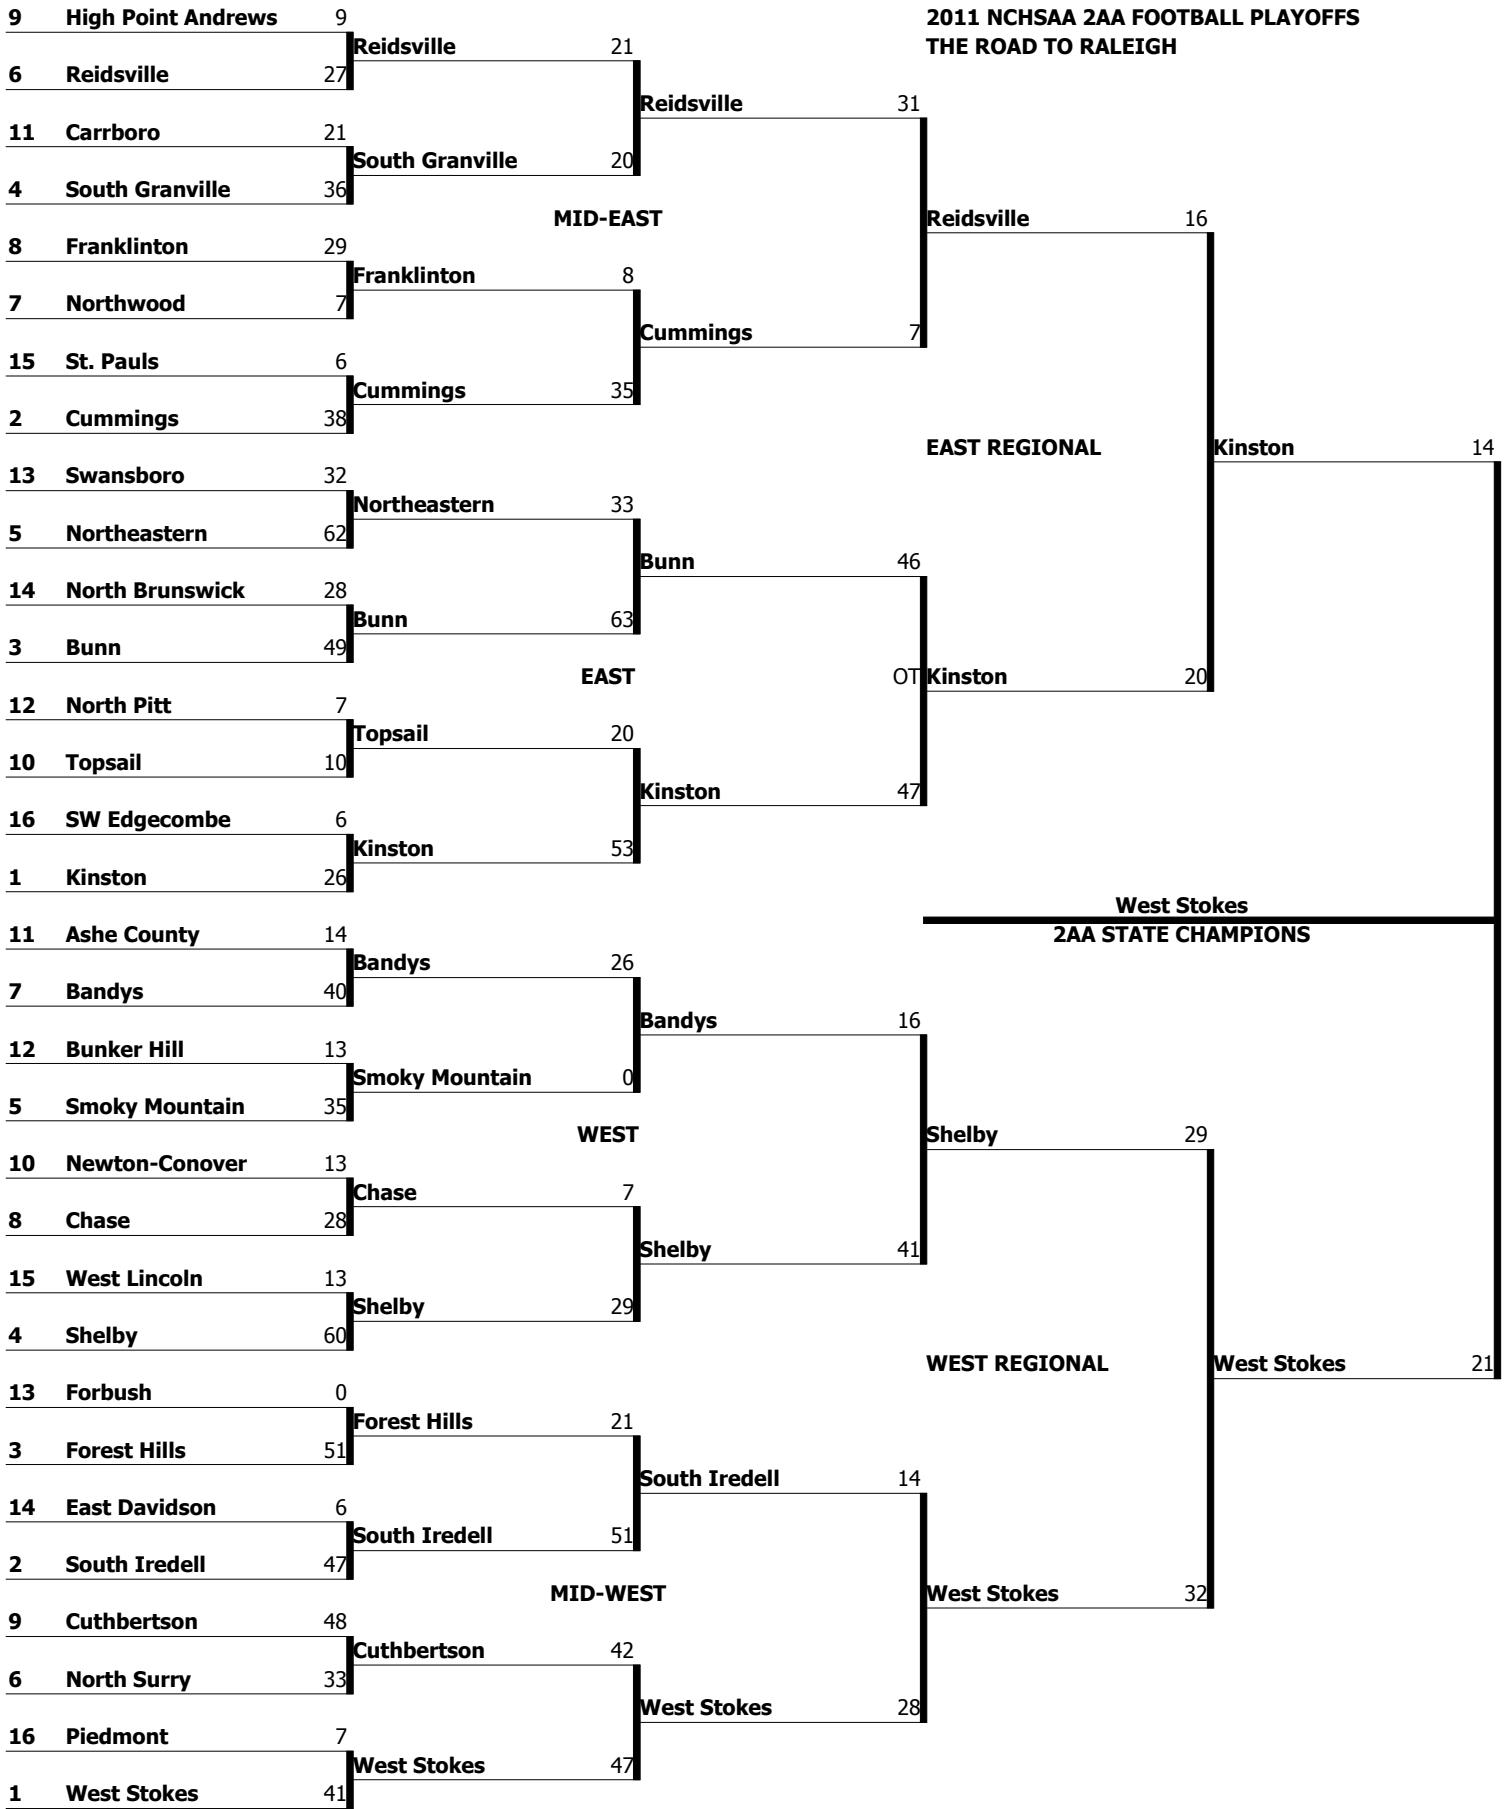 2011 NCHSAA 2AA FOOTBALL PLAYOFFS
THE ROAD TO RALEIGH
9 High Point Andrews 9
Reidsville 21
6 Reidsville 27
Reidsville 31
11 Carrboro 21
South Granville 20
4 South Granville 36
MID-EAST
Reidsville 16
8 Franklinton 29
Franklinton 8
7 Northwood 7
Cummings 7
15 St. Pauls 6
Cummings 35
2 Cummings 38
EAST REGIONAL
Kinston 14
13 Swansboro 32
Northeastern 33
5 Northeastern 62
Bunn 46
14 North Brunswick 28
Bunn 63
3 Bunn 49
EAST
OT
Kinston 20
12 North Pitt 7
Topsail 20
10 Topsail 10
Kinston 47
16 SW Edgecombe 6
Kinston 53
1 Kinston 26
West Stokes
2AA STATE CHAMPIONS
11 Ashe County 14
Bandys 26
7 Bandys 40
Bandys 16
12 Bunker Hill 13
Smoky Mountain 0
5 Smoky Mountain 35
WEST
Shelby 29
10 Newton-Conover 13
Chase 7
8 Chase 28
Shelby 41
15 West Lincoln 13
Shelby 29
4 Shelby 60
WEST REGIONAL
West Stokes 21
13 Forbush 0
Forest Hills 21
3 Forest Hills 51
South Iredell 14
14 East Davidson 6
South Iredell 51
2 South Iredell 47
MID-WEST
West Stokes 32
9 Cuthbertson 48
Cuthbertson 42
6 North Surry 33
West Stokes 28
16 Piedmont 7
West Stokes 47
1 West Stokes 41